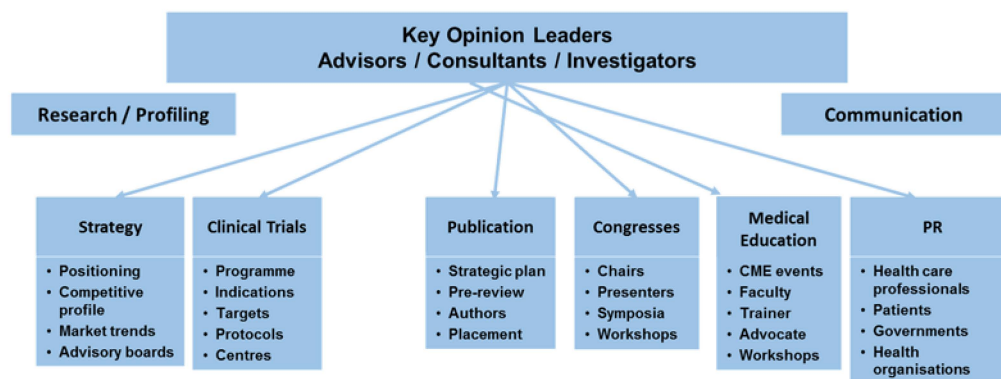 Key Opinion Leaders
Advisors / Consultants / Investigators
Research / Profiling
Communication
Strategy
• Positioning
• Competitive
profile
• Market trends
• Advisory boards
Clinical Trials
• Programme
• Indications
• Targets
• Protocols
• Centres
Publication
• Strategic plan
• Pre-review
• Authors
• Placement
Congresses
• Chairs
• Presenters
• Symposia
• Workshops
Medical
Education
• CME events
• Faculty
• Trainer
• Advocate
• Workshops
PR
• Health care
professionals
• Patients
• Governments
• Health
organisations